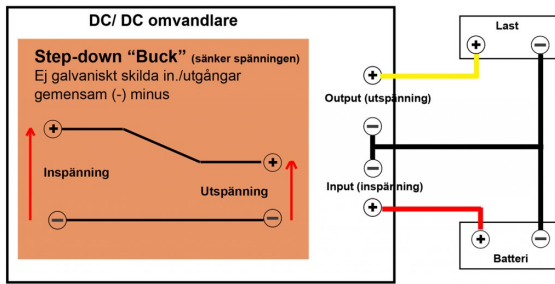 DC/ DC omvandlare
Step-down “Buck” (sänker spänningen)
Ej galvaniskt skilda in./utgångar
gemensam (-) minus
Inspänning
Utspänning
Output (utspänning)
Input (inspänning)
Last
Batteri